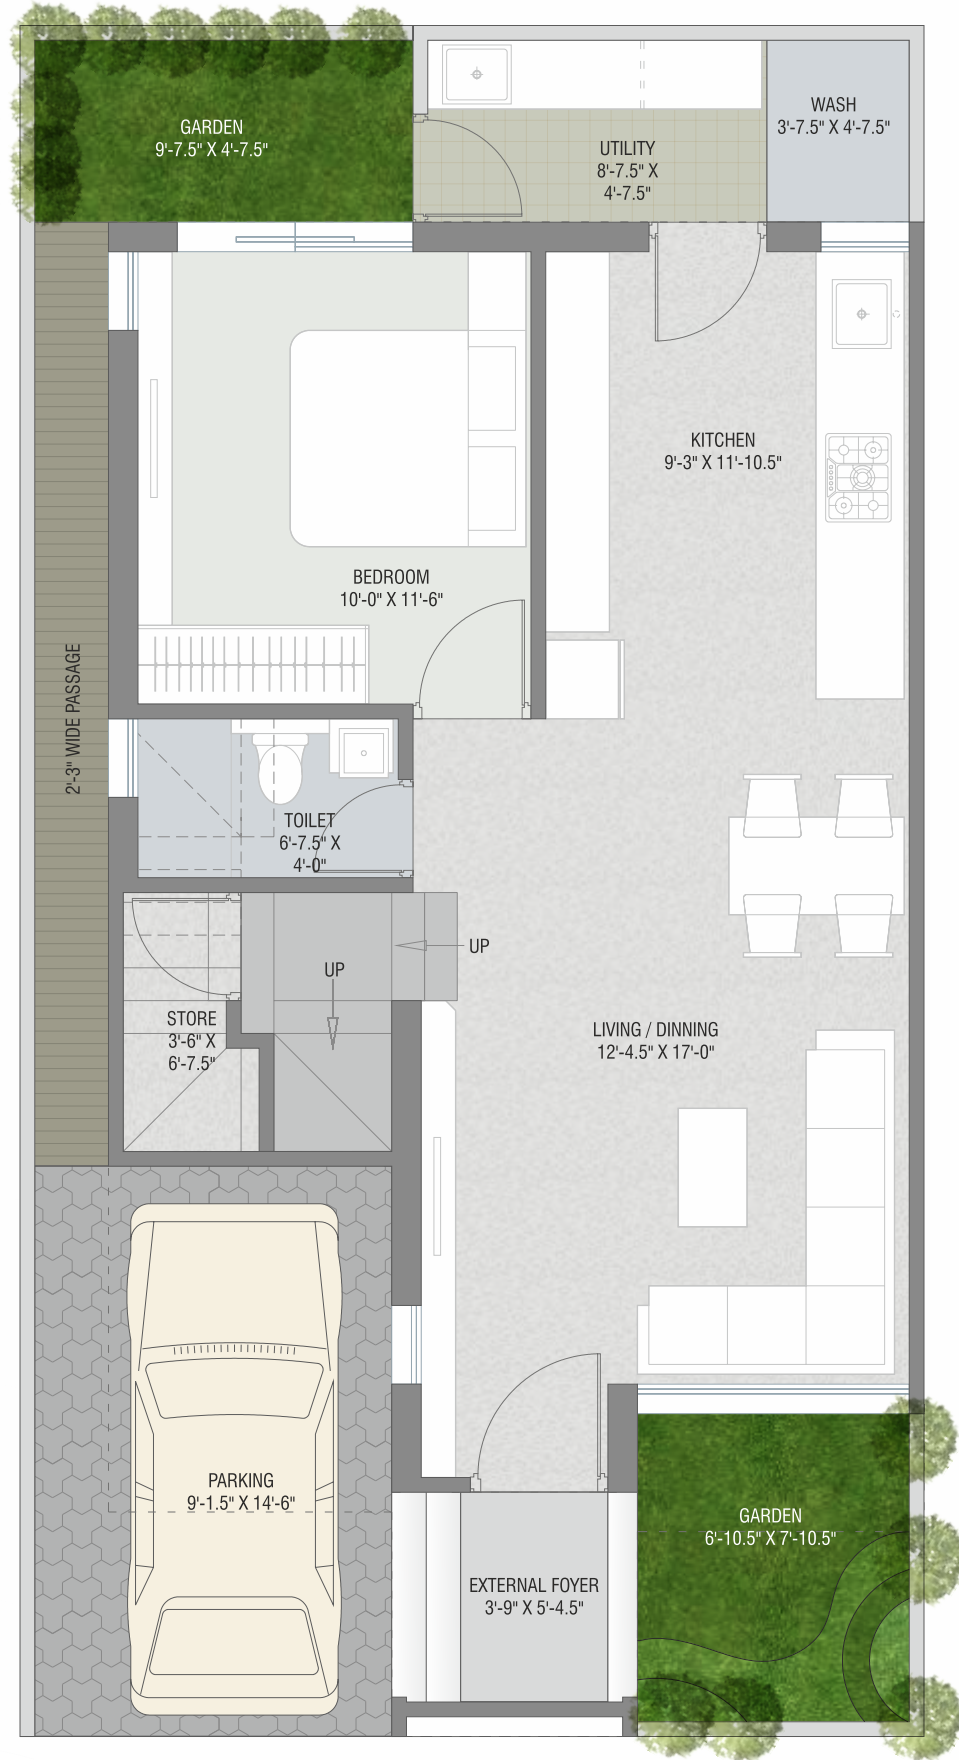 GARDEN
9'-7.5" X 4'-7.5"
WASH
3'-7.5" X 4'-7.5"
UTILITY
8'-7.5" X
4'-7.5"
KITCHEN
9'-3" X 11'-10.5"
BEDROOM
10'-0" X 11'-6"
2'-3" WIDE PASSAGE
TOILET
6'-7.5" X
4'-0"
UP
UP
STORE
3'-6" X
6'-7.5"
LIVING / DINNING
12'-4.5" X 17'-0"
PARKING
9'-1.5" X 14'-6"
GARDEN
6'-10.5" X 7'-10.5"
EXTERNAL FOYER
3'-9" X 5'-4.5"